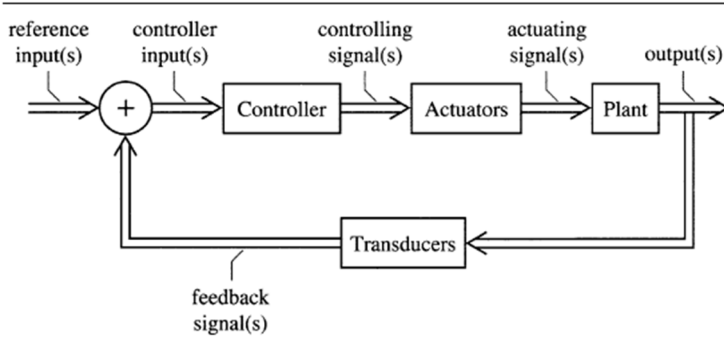 reference input(s)
controller input(s)
controlling signal(s)
actuating signal(s)
output(s)
+
Controller
Actuators
Plant
Transducers
feedback signal(s)